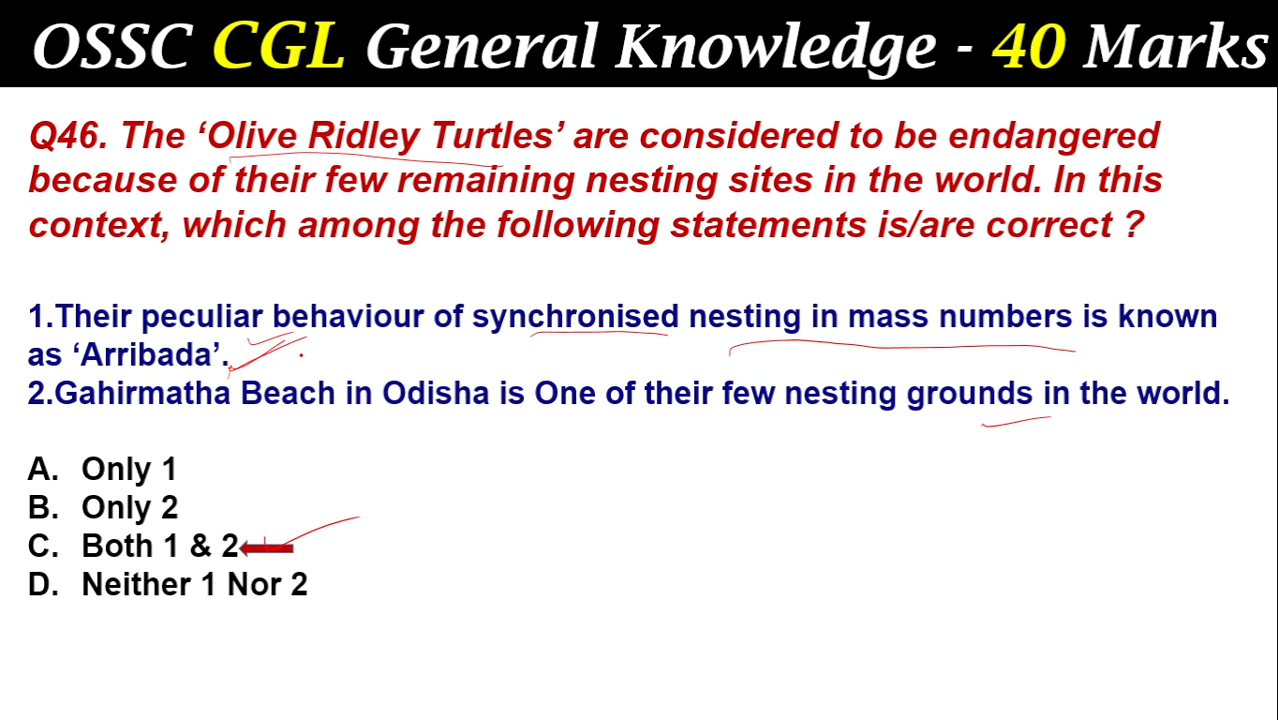 OSSC CGL General Knowledge - 40 Marks
Q46. The ‘Olive Ridley Turtles’ are considered to be endangered
because of their few remaining nesting sites in the world. In this
context, which among the following statements is/are correct ?
1.Their peculiar behaviour of synchronised nesting in mass numbers is known
as ‘Arribada’.
2.Gahirmatha Beach in Odisha is One of their few nesting grounds in the world.
A. Only 1
B. Only 2
C. Both 1 & 2
D. Neither 1 Nor 2